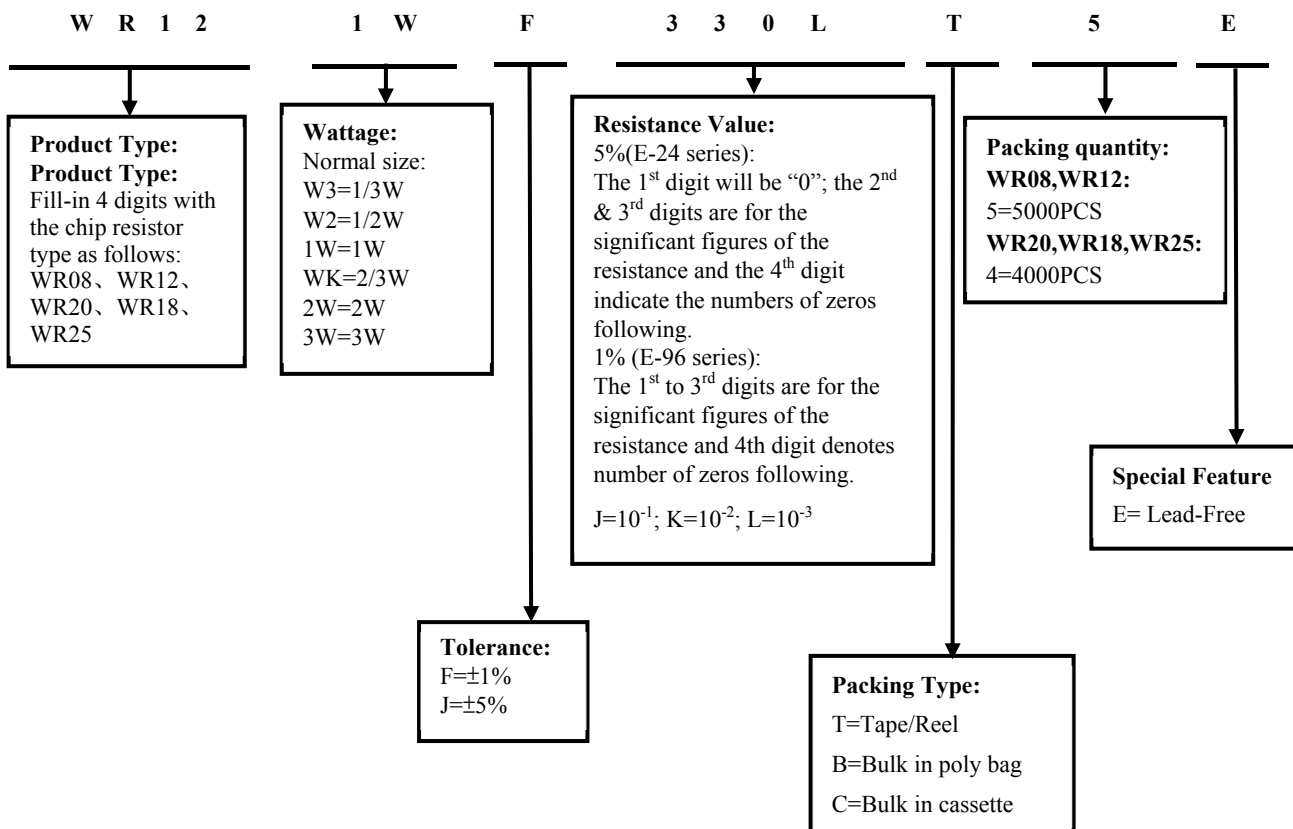 W R 1 2 1 W F 3 3 0 L T 5 E
Product Type:
Product Type:
Fill-in 4 digits with
the chip resistor
type as follows:
WR08、WR12、
WR20、WR18、
WR25
Wattage:
Normal size:
W3=1/3W
W2=1/2W
1W=1W
WK=2/3W
2W=2W
3W=3W
Resistance Value:
5%(E-24 series):
The 1st digit will be “0”; the 2nd
& 3rd digits are for the
significant figures of the
resistance and the 4th digit
indicate the numbers of zeros
following.
1% (E-96 series):
The 1st to 3rd digits are for the
significant figures of the
resistance and 4th digit denotes
number of zeros following.
J=10-1; K=10-2; L=10-3
Packing quantity:
WR08,WR12:
5=5000PCS
WR20,WR18,WR25:
4=4000PCS
Special Feature
E= Lead-Free
Tolerance:
F=±1%
J=±5%
Packing Type:
T=Tape/Reel
B=Bulk in poly bag
C=Bulk in cassette